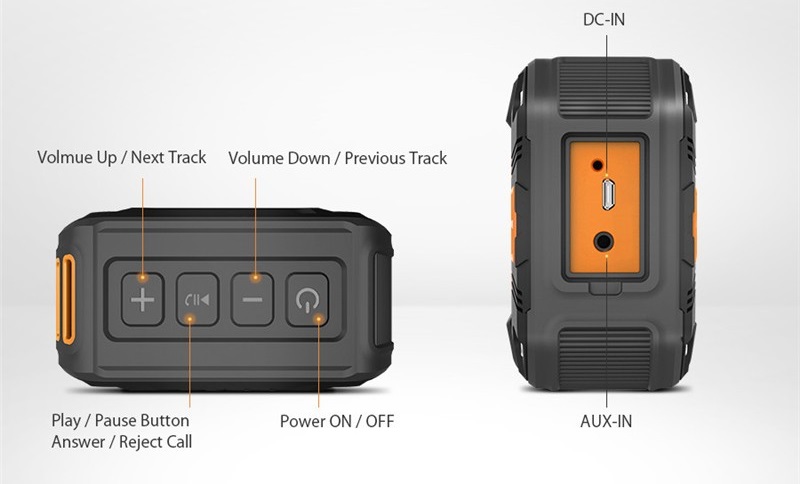 DC-IN
Volmue Up / Next Track
Volume Down / Previous Track
Play / Pause Button
Answer / Reject Call
Power ON / OFF
AUX-IN